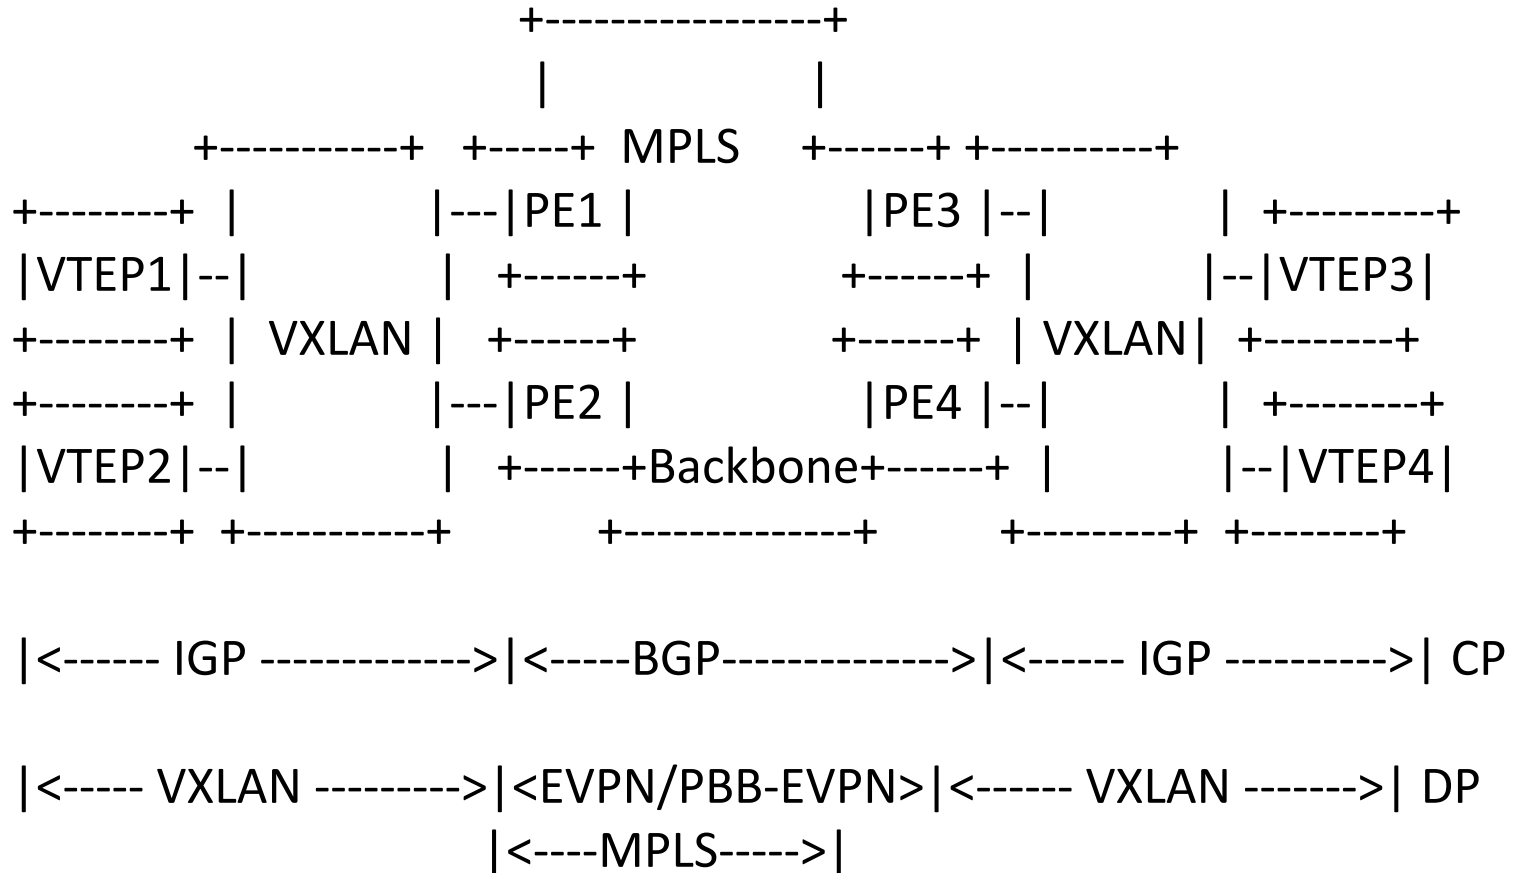 +-----------------+
| |
+-----------+ +-----+ MPLS +------+ +----------+
+--------+ | |---|PE1 | |PE3 |--| | +---------+
|VTEP1|--| | +------+ +------+ | |--|VTEP3|
+--------+ | VXLAN | +------+ +------+ | VXLAN| +--------+
+--------+ | |---|PE2 | |PE4 |--| | +--------+
|VTEP2|--| | +------+Backbone+------+ | |--|VTEP4|
+--------+ +-----------+ +--------------+ +---------+ +--------+
|<------ IGP ------------->|<-----BGP-------------->|<------ IGP ---------->| CP
|<----- VXLAN --------->|<EVPN/PBB-EVPN>|<------ VXLAN ------->| DP
|<----MPLS----->|